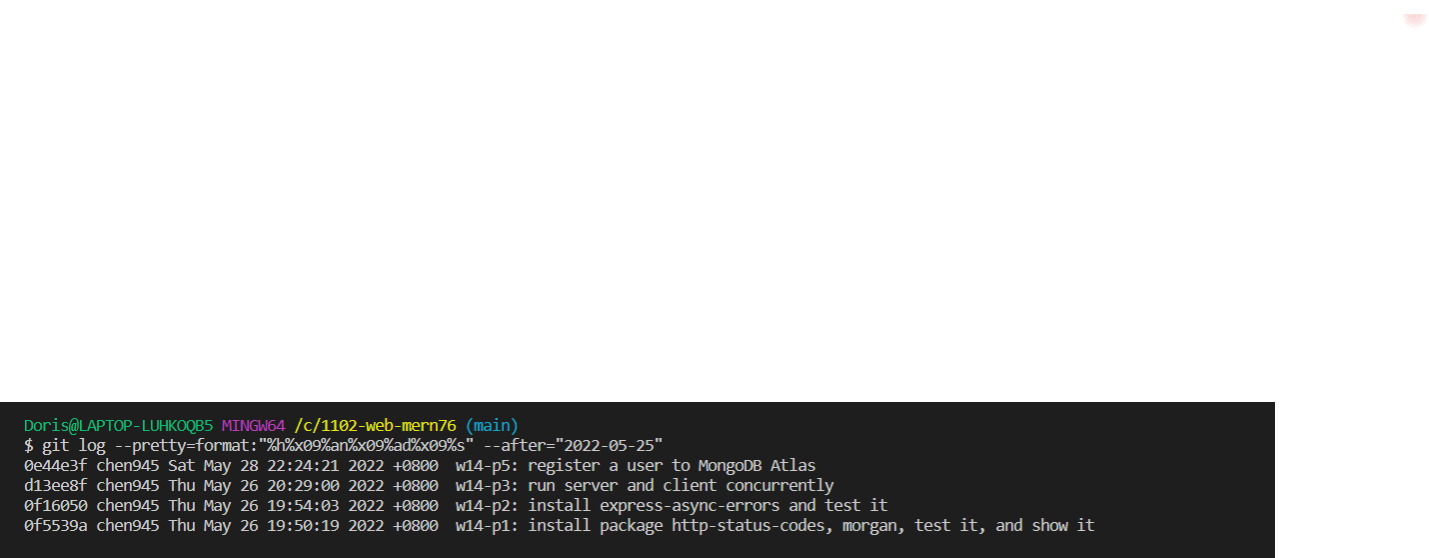 Doris@LAPTOP-LUHKOQB5 MINGW64 /c/1102-web-mern76 (main)
$ git log --pretty=format:"%h%x09%an%x09%ad%x09%s" --after="2022-05-25"
0e44e3f chen945 Sat May 28 22:24:21 2022 +0800  w14-p5: register a user to MongoDB Atlas
d13ee8f chen945 Thu May 26 20:29:00 2022 +0800  w14-p3: run server and client concurrently
0f16050 chen945 Thu May 26 19:54:03 2022 +0800  w14-p2: install express-async-errors and test it
0f5539a chen945 Thu May 26 19:50:19 2022 +0800  w14-p1: install package http-status-codes, morgan, test it, and show it